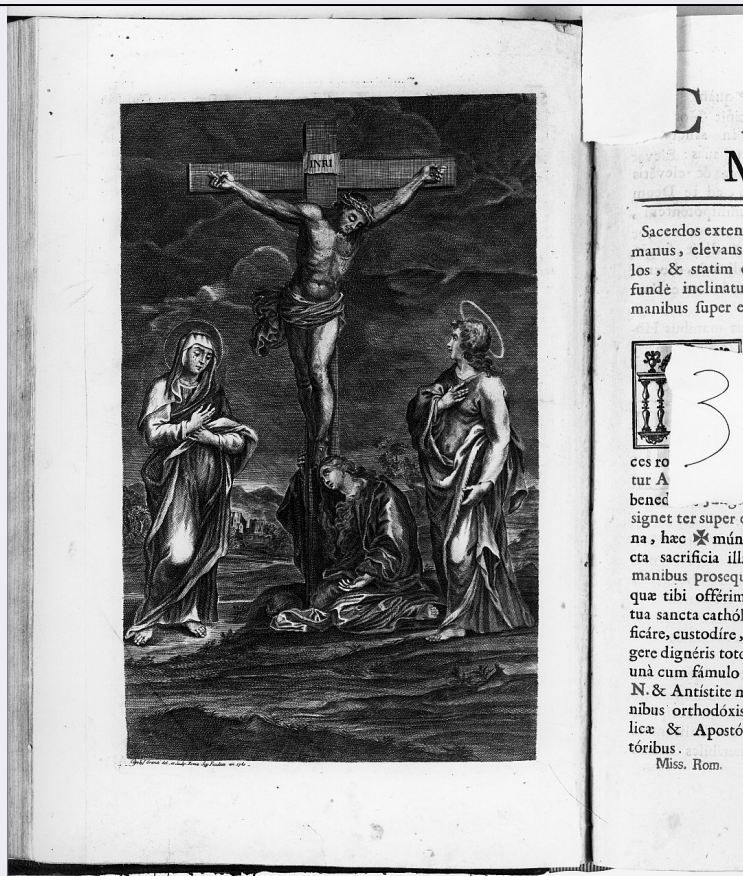 INRI
C
Sacerdos exten
manus, elevans
los, & statim
fundè inclinatu
manibus ſuper e
3
ces ro
tur A
bened
signet ter super
na, hæc ✠ mún
cta sacrificia ill
manibus prosequ
quæ tibi offérim
tua sancta cathól
ficáre, custodíre,
gere dignéris toto
unà cum fámulo
N. & Antístite n
nibus orthodóxis
licæ & Apostó
tóribus.
Miss. Rom.